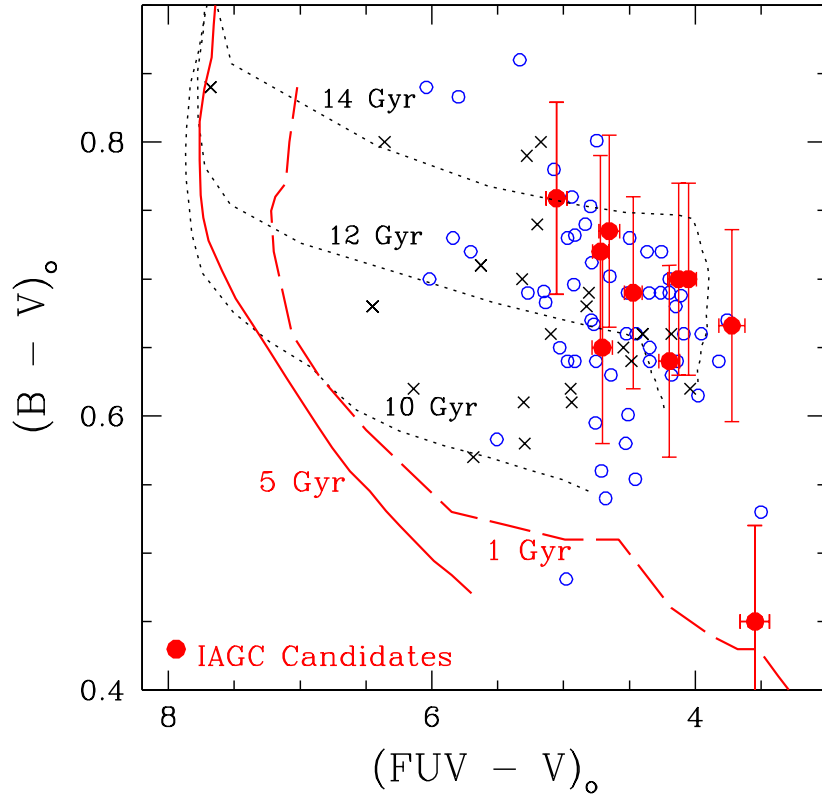 14 Gyr
0.8
12 Gyr
(B − V)o
10 Gyr
0.6
5 Gyr
1 Gyr
IAGC Candidates
0.4
8 6 4
(FUV − V)o